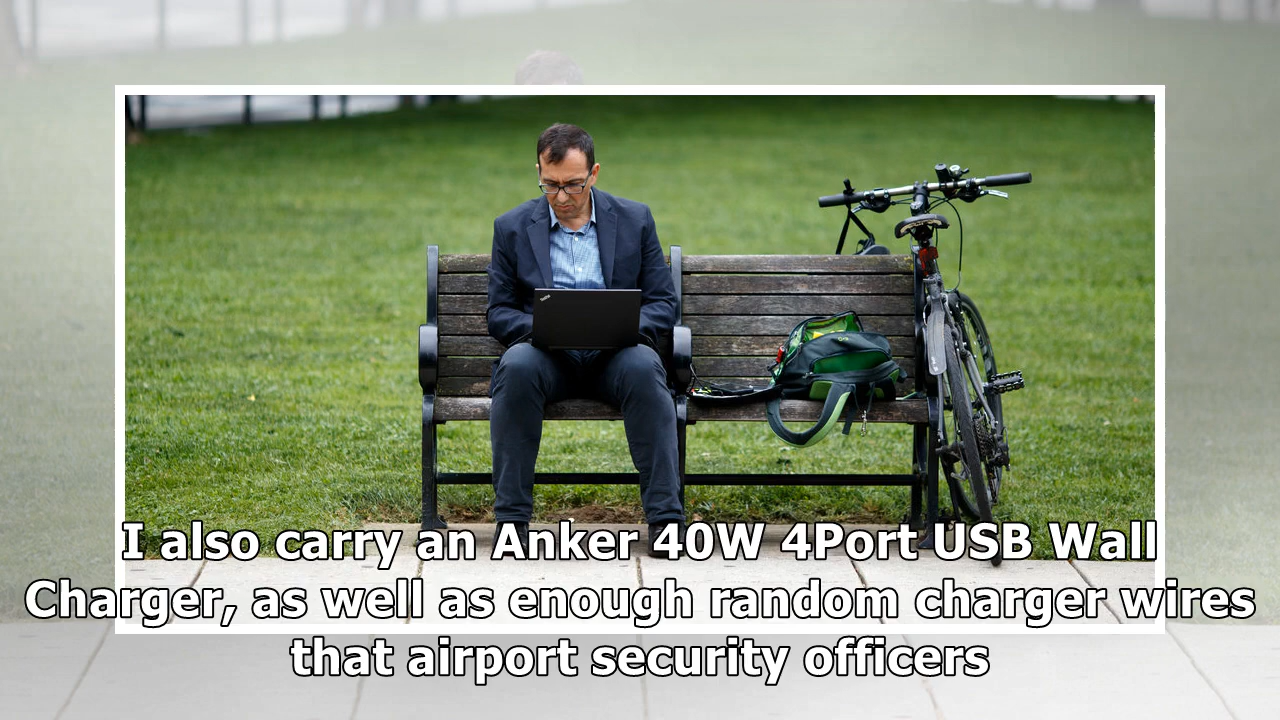 I also carry an Anker 40W 4Port USB Wall
Charger, as well as enough random charger wires
that airport security officers